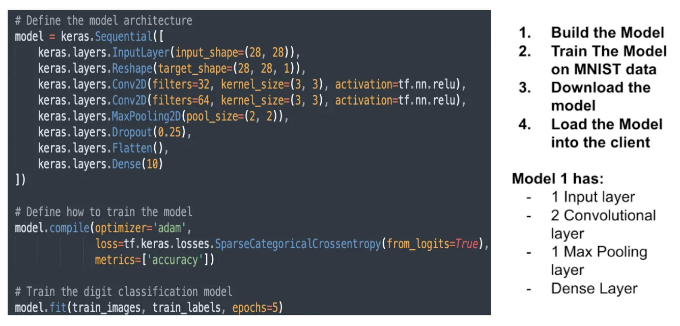 # Define the model architecture
model = keras.Sequential([
    keras.layers.InputLayer(input_shape=(28, 28)),
    keras.layers.Reshape(target_shape=(28, 28, 1)),
    keras.layers.Conv2D(filters=32, kernel_size=(3, 3), activation=tf.nn.relu),
    keras.layers.Conv2D(filters=64, kernel_size=(3, 3), activation=tf.nn.relu),
    keras.layers.MaxPooling2D(pool_size=(2, 2)),
    keras.layers.Dropout(0.25),
    keras.layers.Flatten(),
    keras.layers.Dense(10)
])
# Define how to train the model
model.compile(optimizer='adam',
              loss=tf.keras.losses.SparseCategoricalCrossentropy(from_logits=True),
              metrics=['accuracy'])
# Train the digit classification model
model.fit(train_images, train_labels, epochs=5)
1. Build the Model
2. Train The Model
on MNIST data
3. Download the
model
4. Load the Model
into the client
Model 1 has:
- 1 Input layer
- 2 Convolutional
layer
- 1 Max Pooling
layer
- Dense Layer